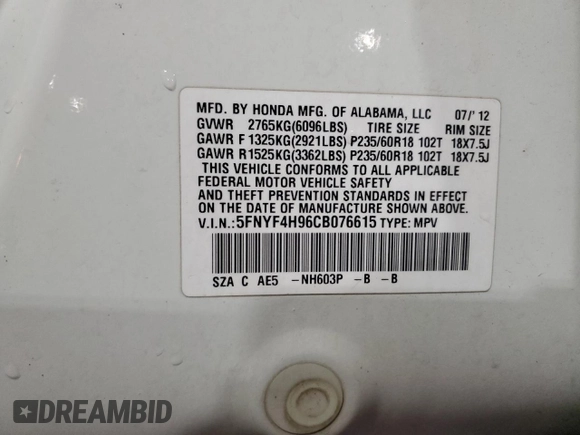 MFD. BY HONDA MFG. OF ALABAMA, LLC 07/'12
GVWR 2765KG(6096LBS) TIRE SIZE RIM SIZE
GAWR F 1325KG(2921LBS) P235/60R18 102T 18X7.5J
GAWR R1525KG(3362LBS) P235/60R18 102T 18X7.5J
THIS VEHICLE CONFORMS TO ALL APPLICABLE
FEDERAL MOTOR VEHICLE SAFETY
AND THEFT PREVENTION STANDARDS IN EFFECT
ON THE DATE OF MANUFACTURE SHOWN ABOVE.
V.I.N.:5FNYF4H96CB076615 TYPE: MPV
SZA C AE5 -NH603P -B -B
DREAMBID